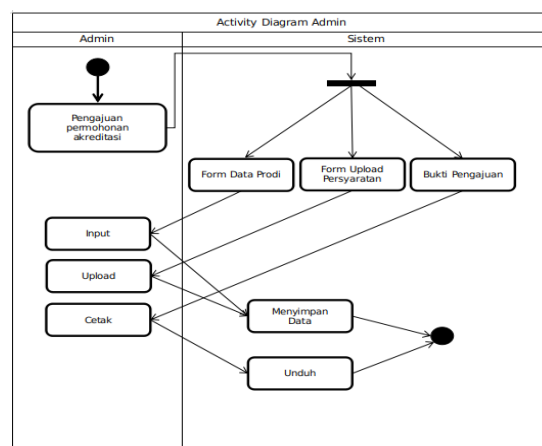 Activity Diagram Admin
Admin
Sistem
Pengajuan
permohonan
akreditasi
Form Data Prodi
Form Upload
Persyaratan
Bukti Pengajuan
Input
Upload
Cetak
Menyimpan
Data
Unduh